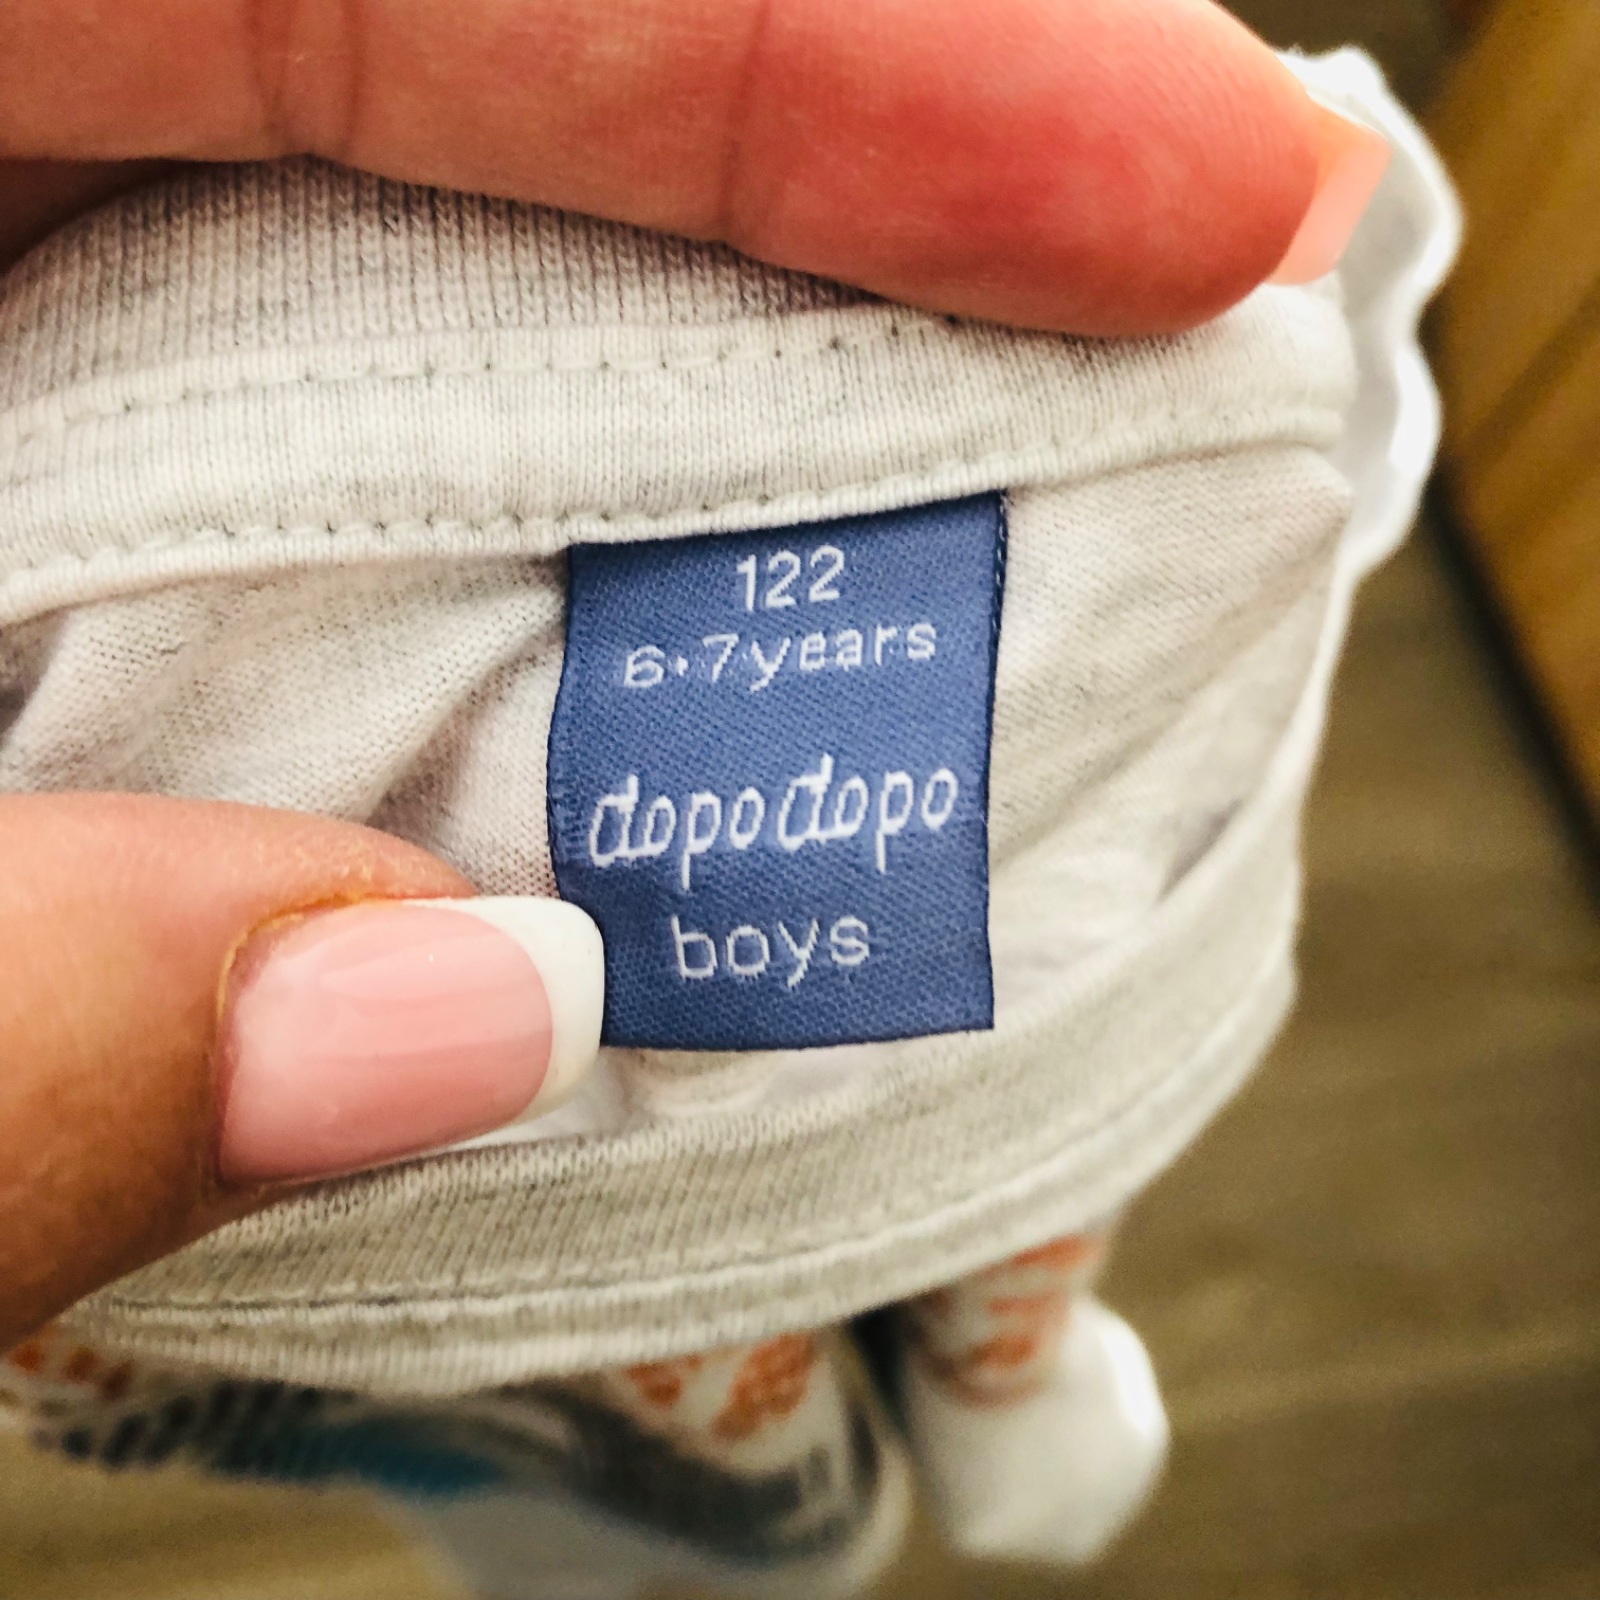 122
6-7 years
dopodopo
boys